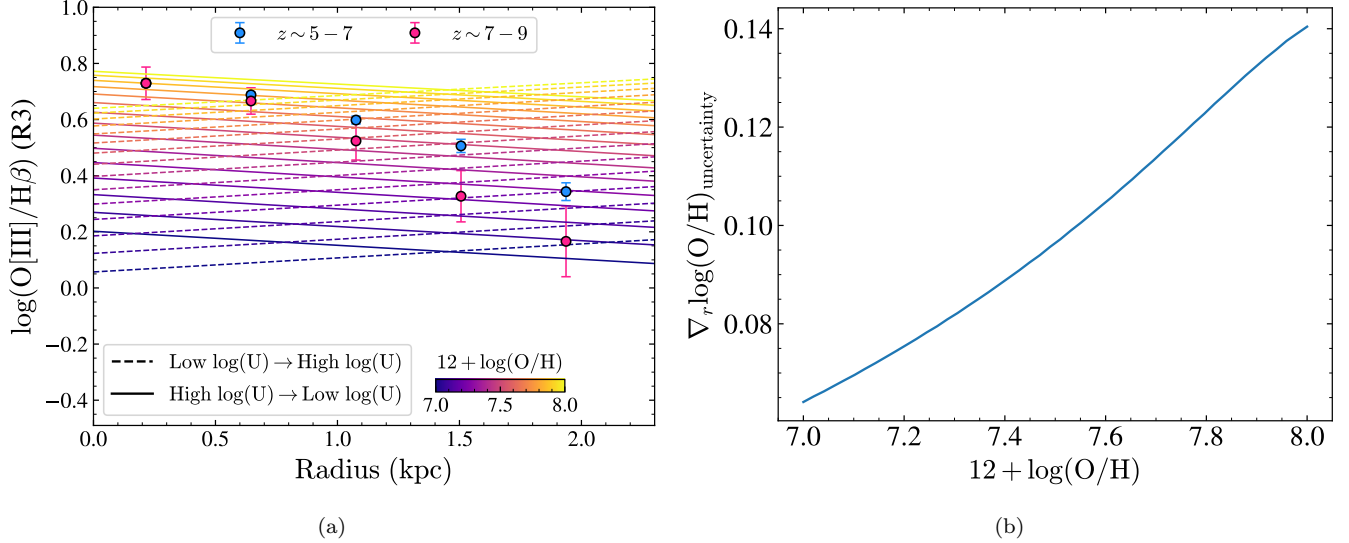 1.0
0.8
0.6
0.4
0.2
0.0
−0.2
−0.4
log(O[III]/Hβ) (R3)
z ~ 5 − 7
z ~ 7 − 9
Low log(U) → High log(U)
High log(U) → Low log(U)
12 + log(O/H)
7.0 7.5 8.0
0.0 0.5 1.0 1.5 2.0
Radius (kpc)
(a)
0.14
0.12
0.10
0.08
∇r log(O/H)uncertainty
7.0 7.2 7.4 7.6 7.8 8.0
12 + log(O/H)
(b)